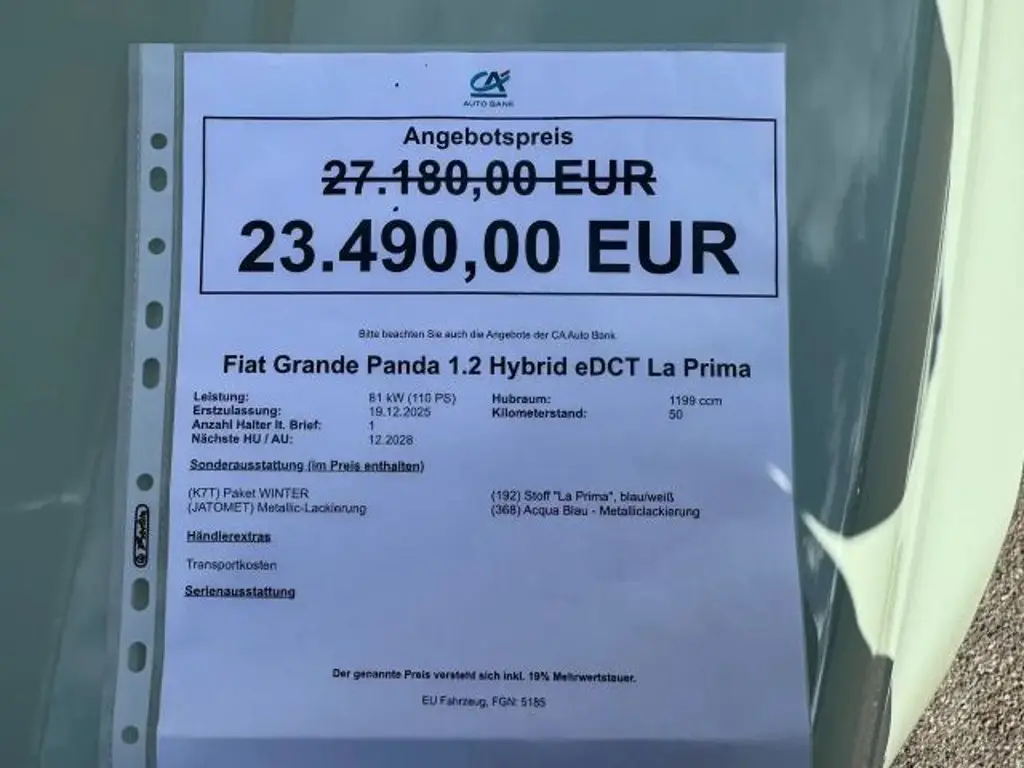 CA
AUTO BANK
Angebotspreis
27.180,00 EUR
23.490,00 EUR
Bitte beachten Sie auch die Angebote der CA Auto Bank
Fiat Grande Panda 1.2 Hybrid eDCT La Prima
Leistung: 81 kW (110 PS) Hubraum: 1199 ccm
Erstzulassung: 19.12.2025 Kilometerstand: 50
Anzahl Halter lt. Brief: 1
Nächste HU / AU: 12.2028
Sonderausstattung (im Preis enthalten)
(K7T) Paket WINTER (192) Stoff "La Prima", blau/weiß
(JATOMET) Metallic-Lackierung (368) Acqua Blau - Metalliclackierung
Händlerextras
Transportkosten
Serienausstattung
Der genannte Preis versteht sich inkl. 19% Mehrwertstauer.
EU Fahrzeug, FGN: 5185
Herlitz